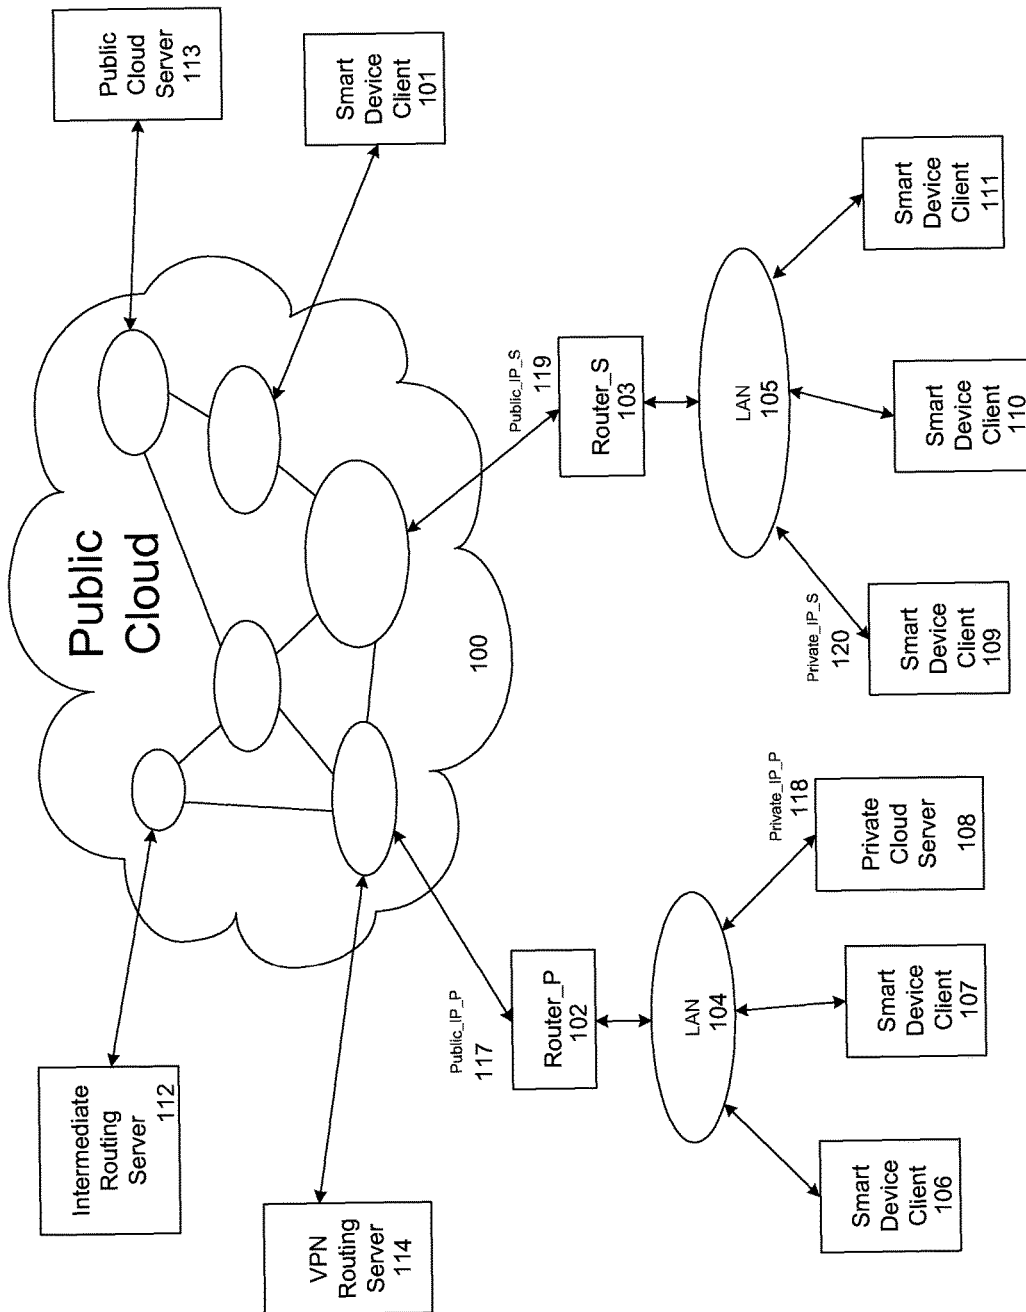 Public
Cloud
Server
113
Smart
Device
Client
101
Intermediate
Routing
Server
112
VPN
Routing
Server
114
Public
Cloud
100
Public_IP_P
117
Router_P
102
Public_IP_S
119
Router_S
103
LAN
104
LAN
105
Private_IP_P
118
Private_IP_S
120
Smart
Device
Client
106
Smart
Device
Client
107
Private
Cloud
Server
108
Smart
Device
Client
109
Smart
Device
Client
110
Smart
Device
Client
111